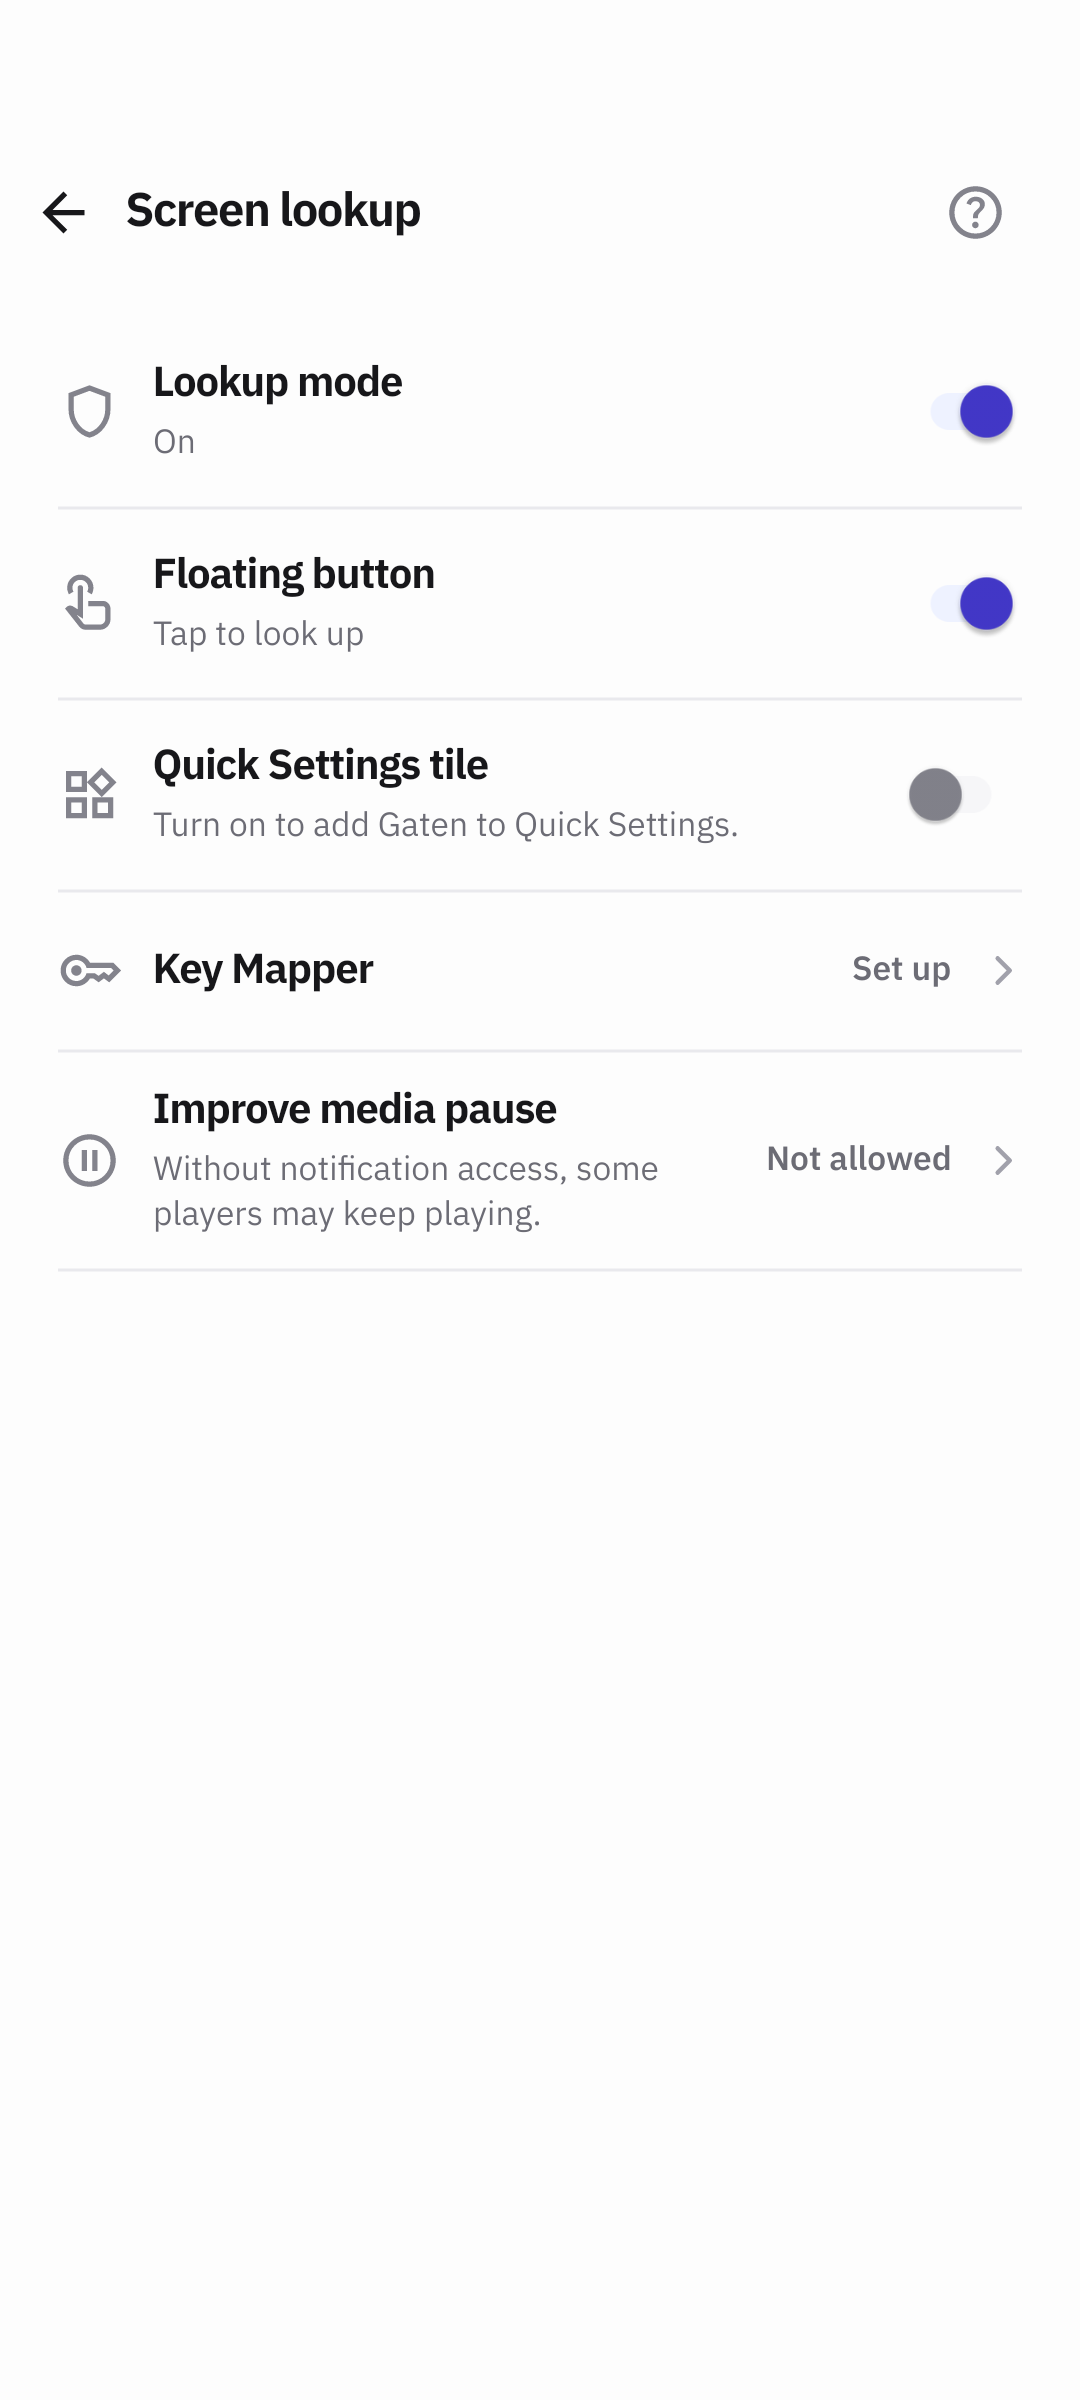 Screen lookup
Lookup mode
On
Floating button
Tap to look up
Quick Settings tile
Turn on to add Gaten to Quick Settings.
Key Mapper
Set up
Improve media pause
Without notification access, some
players may keep playing.
Not allowed